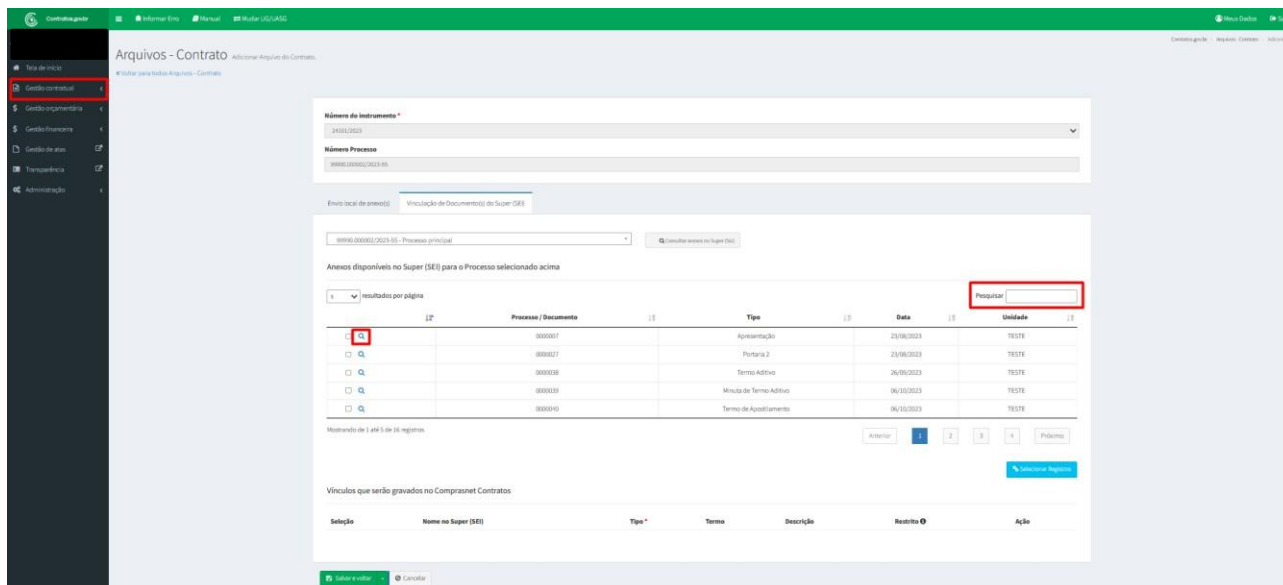 Contratos.gov.br
Informar Erro Manual Mudar UG/UASG
Meus Dados
Arquivos - Contrato Adicionar Arquivo do Contrato.
Voltar para todos Arquivos - Contrato
Tela de início
Gestão contratual
Gestão orçamentária
Gestão financeira
Gestão de atas
Transparência
Administração
Número do instrumento *
Número Processo
99990.000002/2023-55
Envio local de anexo(s) Vinculação de Documento(s) do Super (SEI)
99990.000002/2023-55 - Processo principal
Consultar anexos no Super (SEI)
Anexos disponíveis no Super (SEI) para o Processo selecionado acima
5 resultados por página
Pesquisar
Processo / Documento Tipo Data Unidade
0000007 Apresentação 23/08/2023 TESTE
0000027 Portaria 2 23/08/2023 TESTE
0000038 Termo Aditivo 26/09/2023 TESTE
0000039 Minuta de Termo Aditivo 06/10/2023 TESTE
0000040 Termo de Apostilamento 06/10/2023 TESTE
Mostrando de 1 até 5 de 16 registros
Anterior 1 2 3 4 Próximo
Selecionar Registros
Vínculos que serão gravados no Comprasnet Contratos
Seleção Nome no Super (SEI) Tipo * Termo Descrição Restrito Ação
Salvar e voltar Cancelar